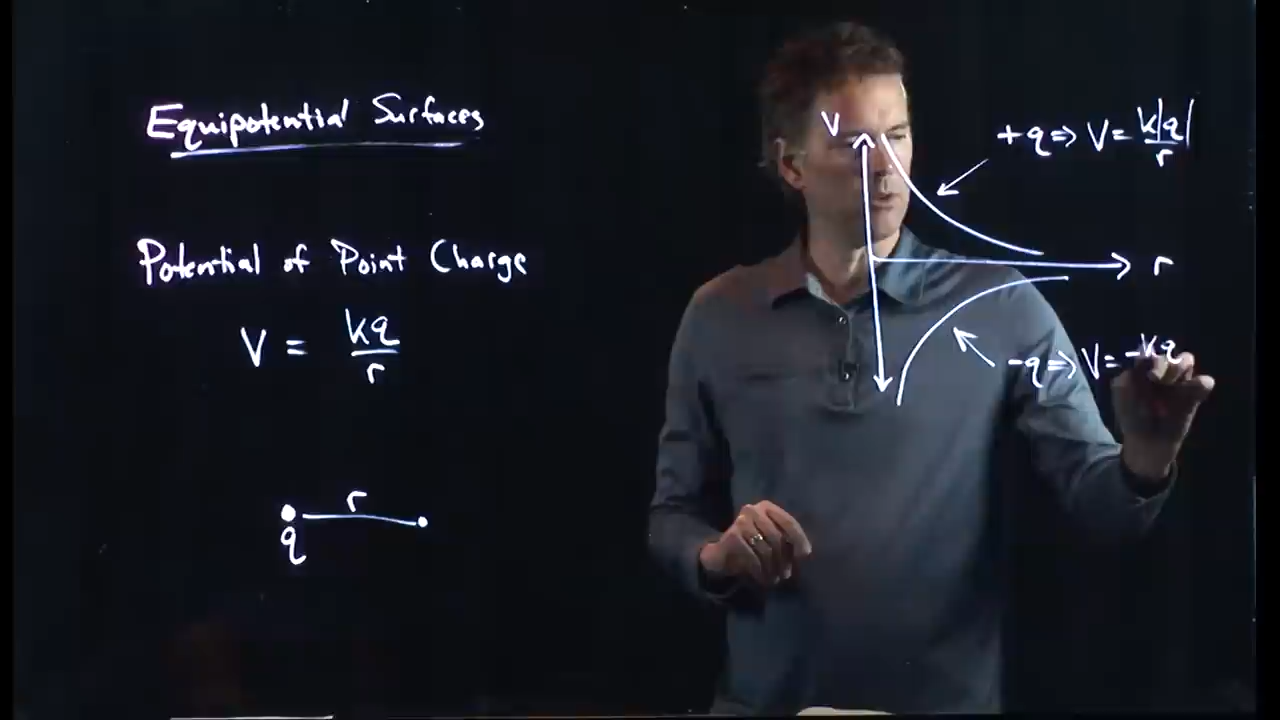 Equipotential Surfaces
Potential of Point Charge
V = kq/r
r
q
V
+q ⇒ V = k|q|/r
r
-q ⇒ V = -kq